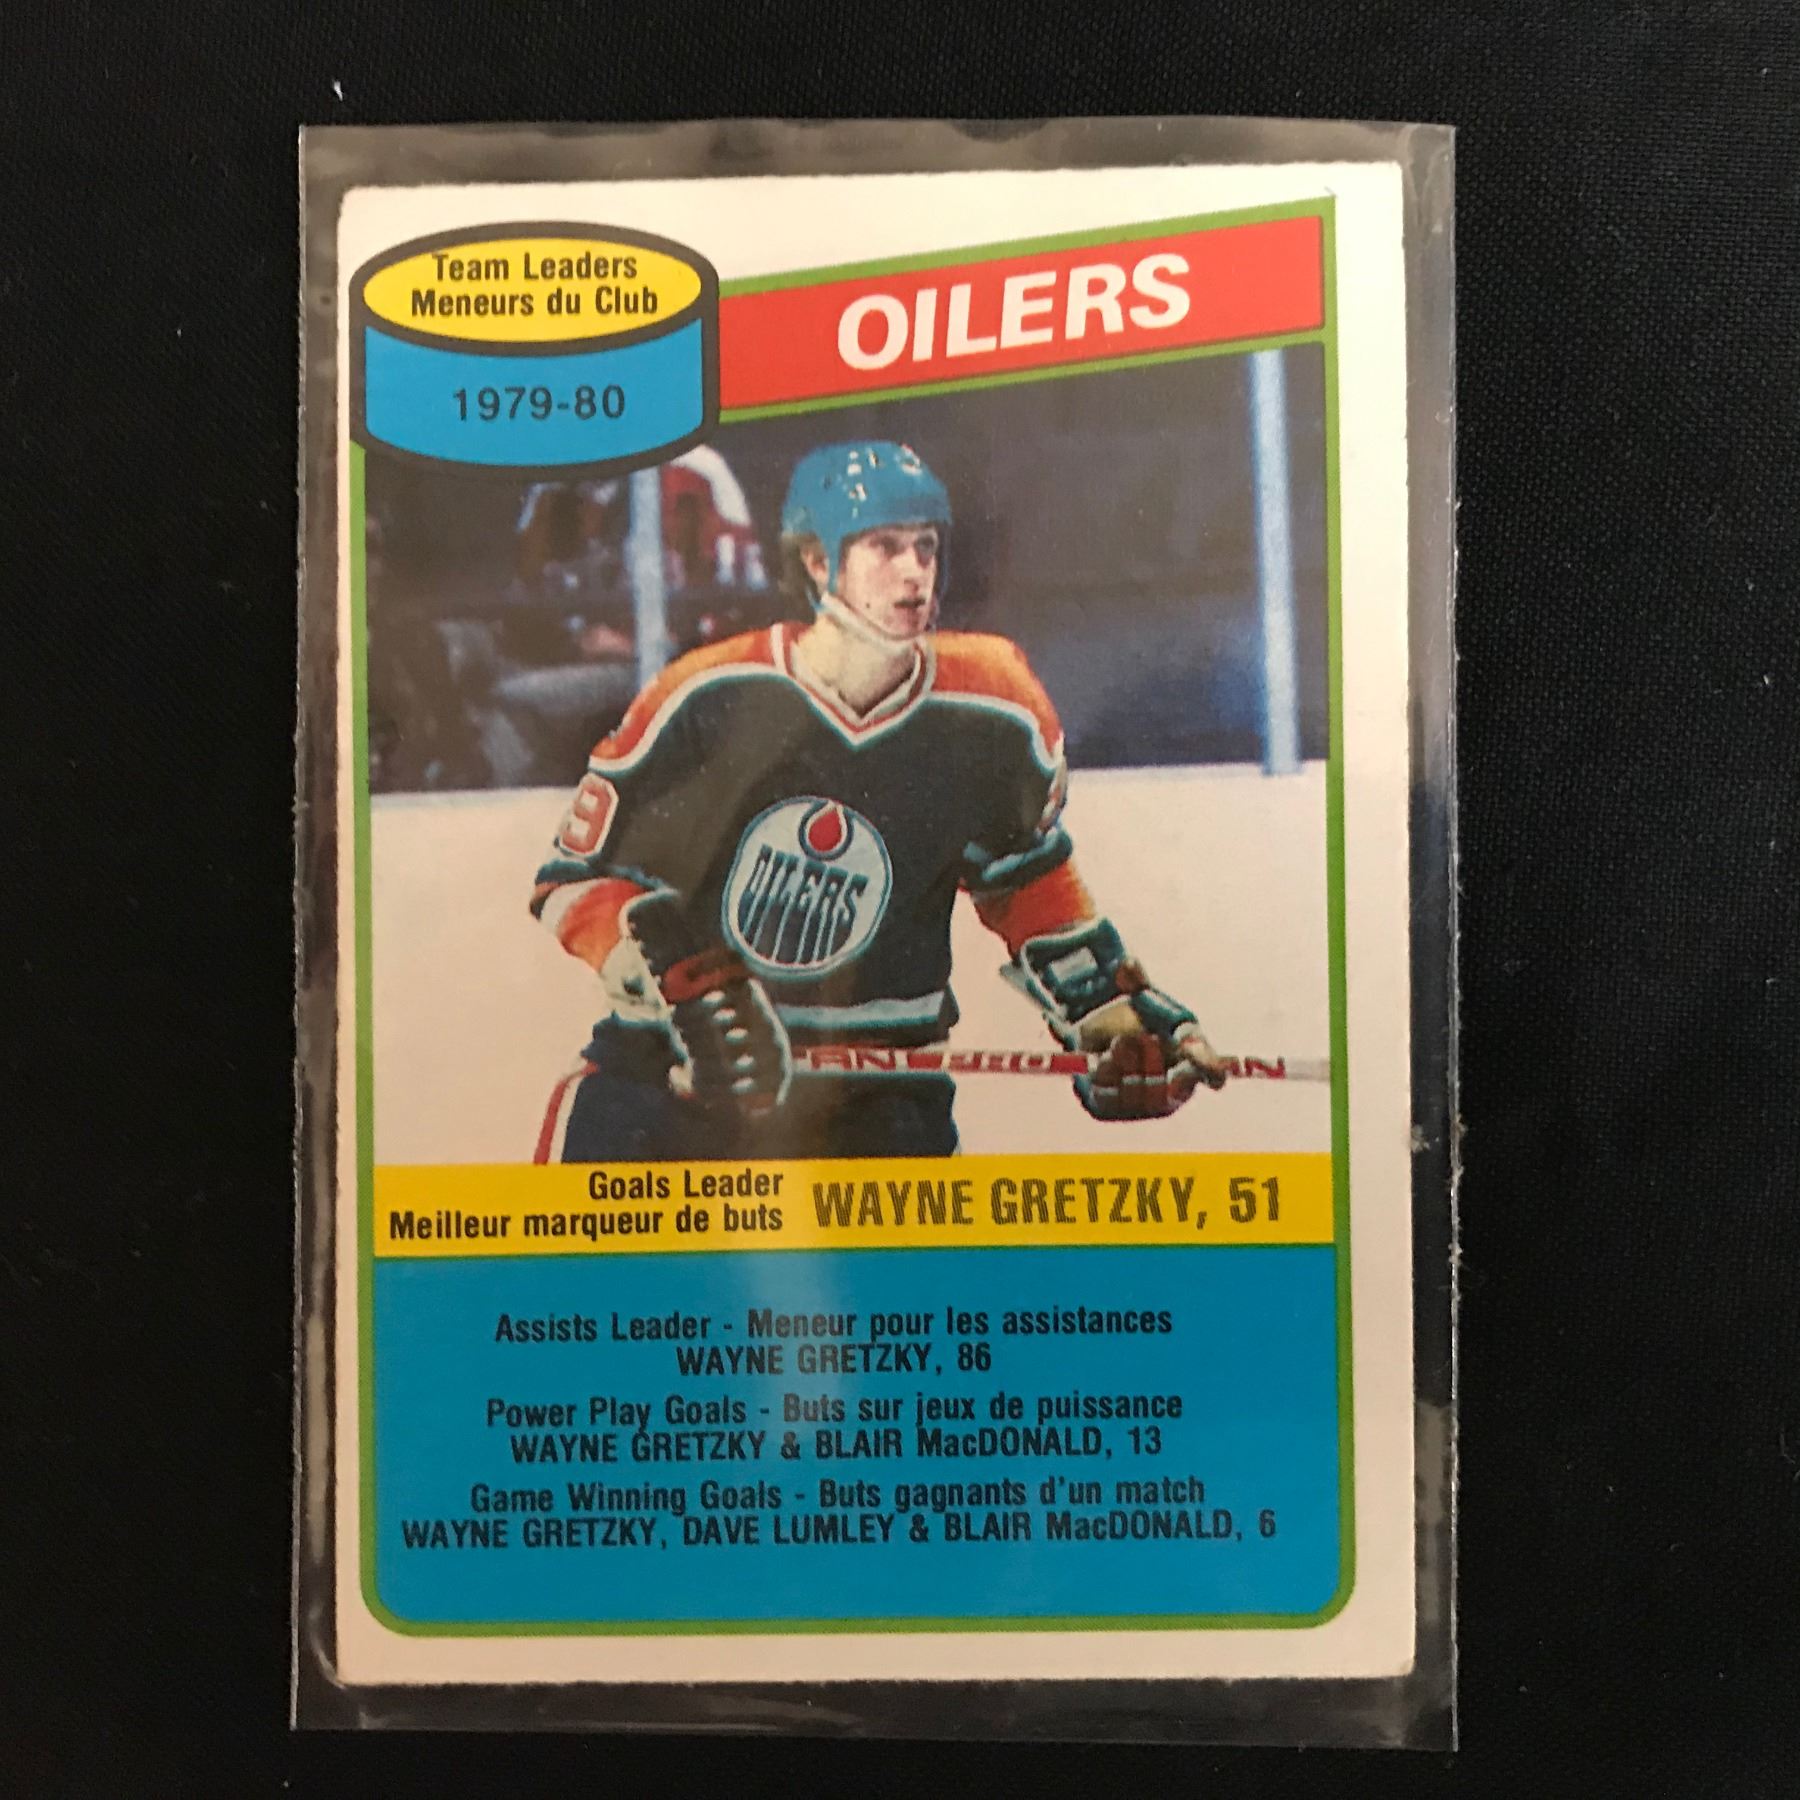 Team Leaders
Meneurs du Club
1979-80
OILERS
9
OILERS
Goals Leader
Meilleur marqueur de buts
WAYNE GRETZKY, 51
Assists Leader - Meneur pour les assistances
WAYNE GRETZKY, 86
Power Play Goals - Buts sur jeux de puissance
WAYNE GRETZKY & BLAIR MacDONALD, 13
Game Winning Goals - Buts gagnants d'un match
WAYNE GRETZKY, DAVE LUMLEY & BLAIR MacDONALD, 6